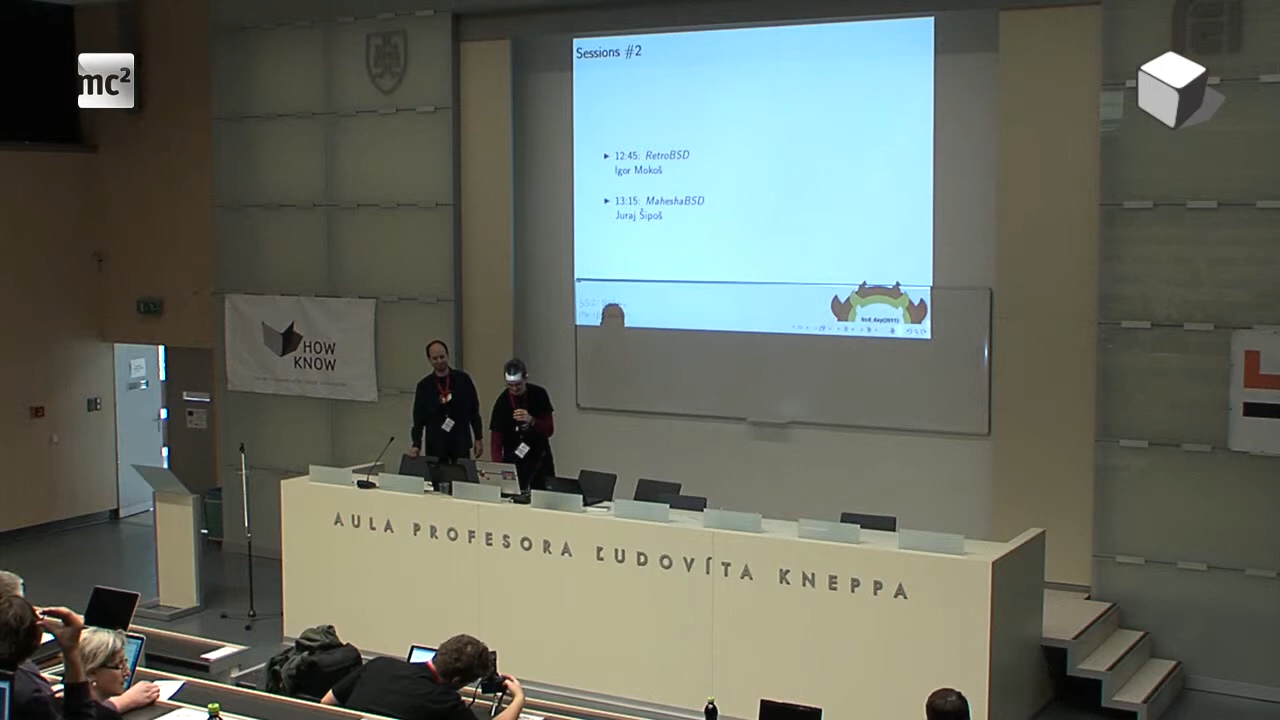 mc²
Sessions #2
12:45: RetroBSD
Igor Mokoš
13:15: MaheshaBSD
Juraj Šipoš
bsd_day(2011)
HOW
KNOW
AULA PROFESORA ĽUDOVÍTA KNEPPA